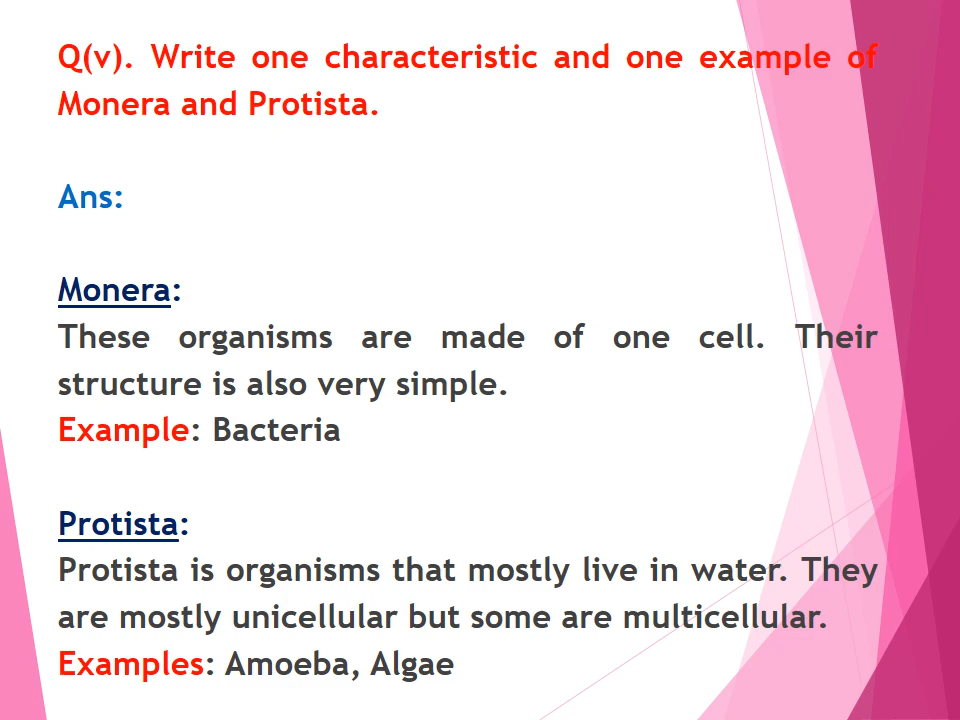 Q(v). Write one characteristic and one example of
Monera and Protista.
Ans:
Monera:
These organisms are made of one cell. Their
structure is also very simple.
Example: Bacteria
Protista:
Protista is organisms that mostly live in water. They
are mostly unicellular but some are multicellular.
Examples: Amoeba, Algae